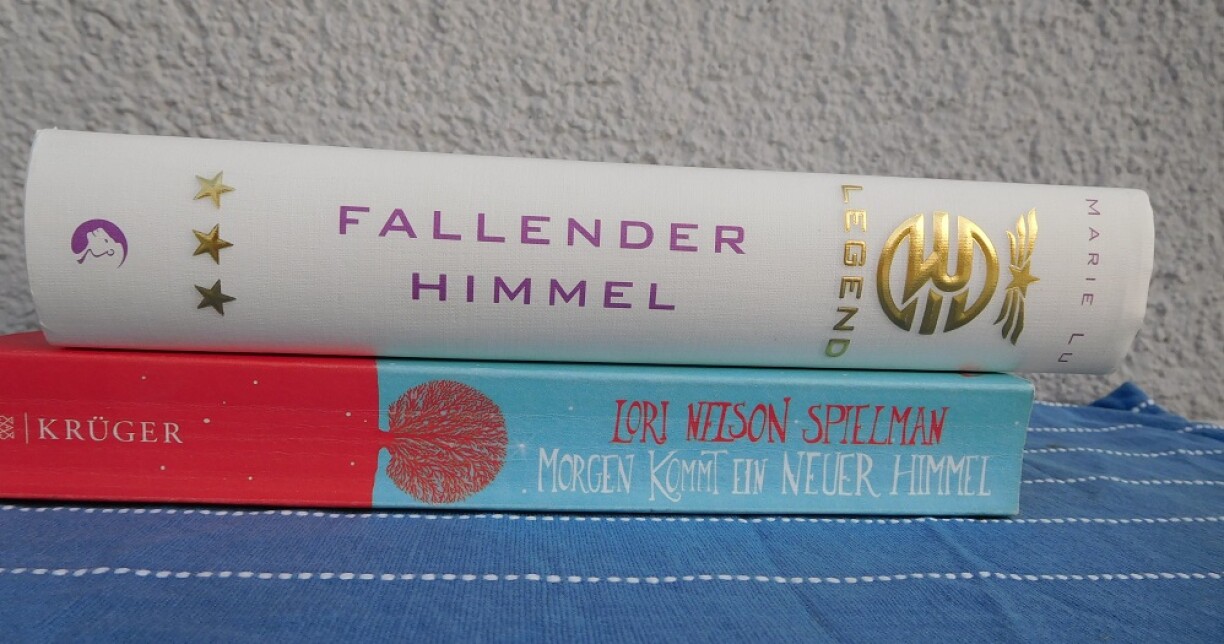 FALLENDER
HIMMEL
LEGEND
MARIE LU
KRÜGER
LORI NELSON SPIELMAN
MORGEN KOMMT EIN NEUER HIMMEL